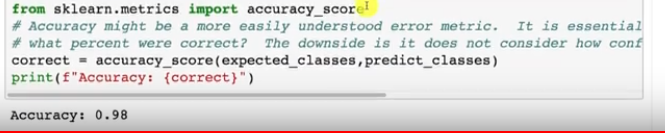 from sklearn.metrics import accuracy_score
# Accuracy might be a more easily understood error metric.  It is essential
# what percent were correct?  The downside is it does not consider how conf
correct = accuracy_score(expected_classes,predict_classes)
print(f"Accuracy: {correct}")
Accuracy: 0.98